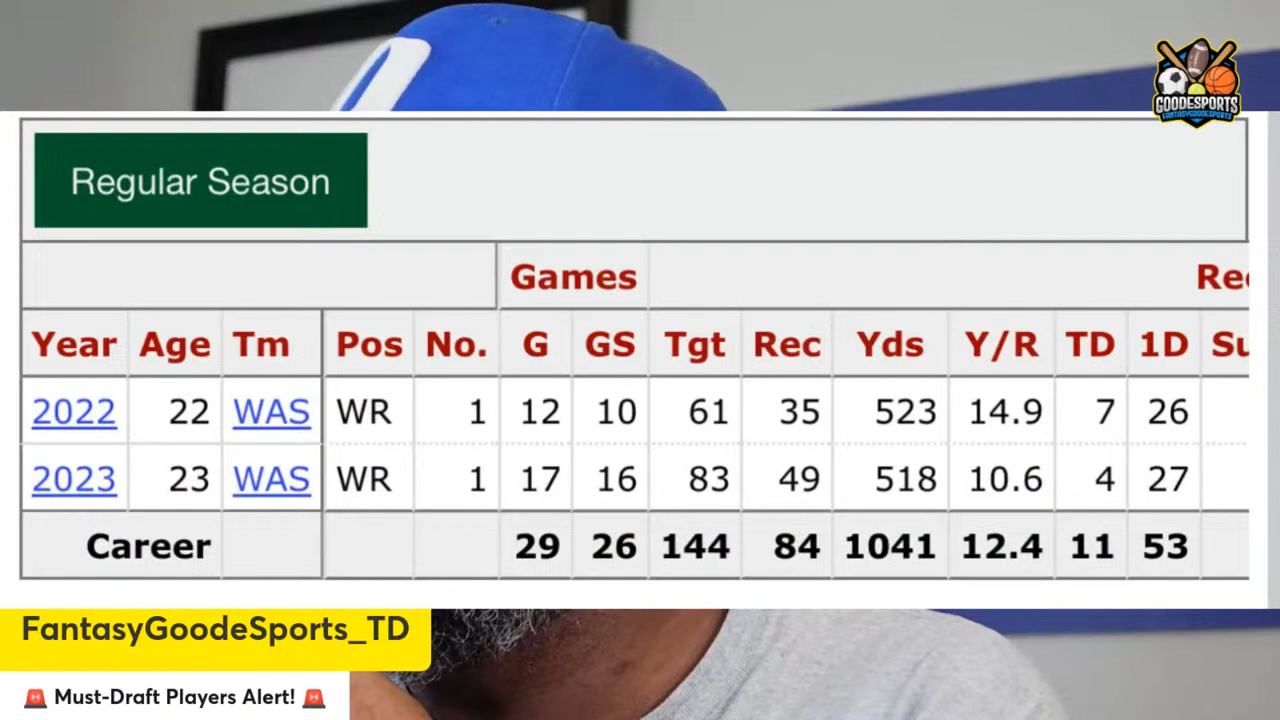 GOODESPORTS
FANTASYGOODESPORTS
Regular Season
Games Rec
Year Age Tm Pos No. G GS Tgt Rec Yds Y/R TD 1D Su
2022 22 WAS WR 1 12 10 61 35 523 14.9 7 26
2023 23 WAS WR 1 17 16 83 49 518 10.6 4 27
Career 29 26 144 84 1041 12.4 11 53
FantasyGoodeSports_TD
🚨 Must-Draft Players Alert! 🚨